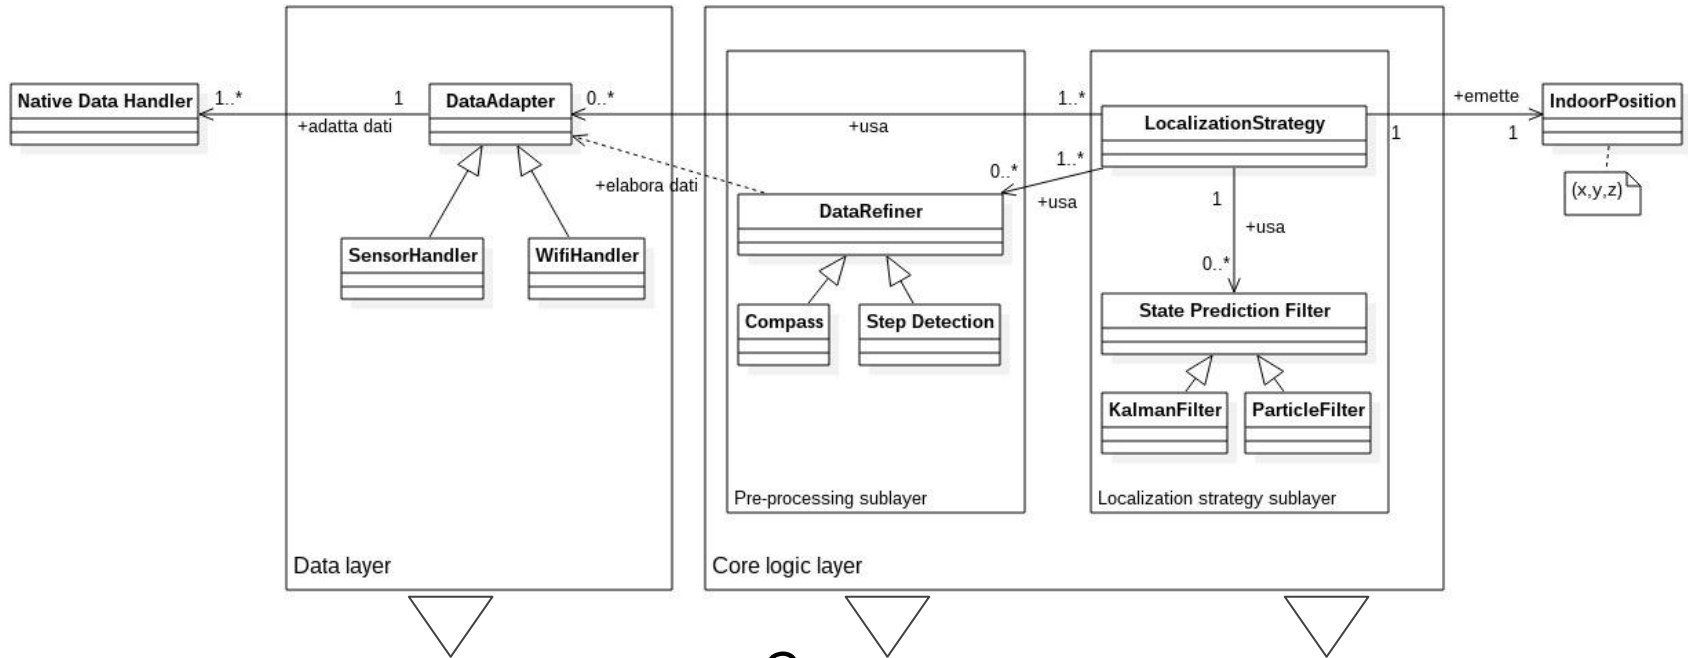 Native Data Handler
1..*
1
+adatta dati
DataAdapter
0..*
1..*
+usa
+elabora dati
SensorHandler
WifiHandler
Data layer
LocalizationStrategy
0..*
1..*
+usa
DataRefiner
Compass
Step Detection
Pre-processing sublayer
1
+usa
0..*
State Prediction Filter
KalmanFilter
ParticleFilter
Localization strategy sublayer
Core logic layer
+emette
1
1
IndoorPosition
(x,y,z)